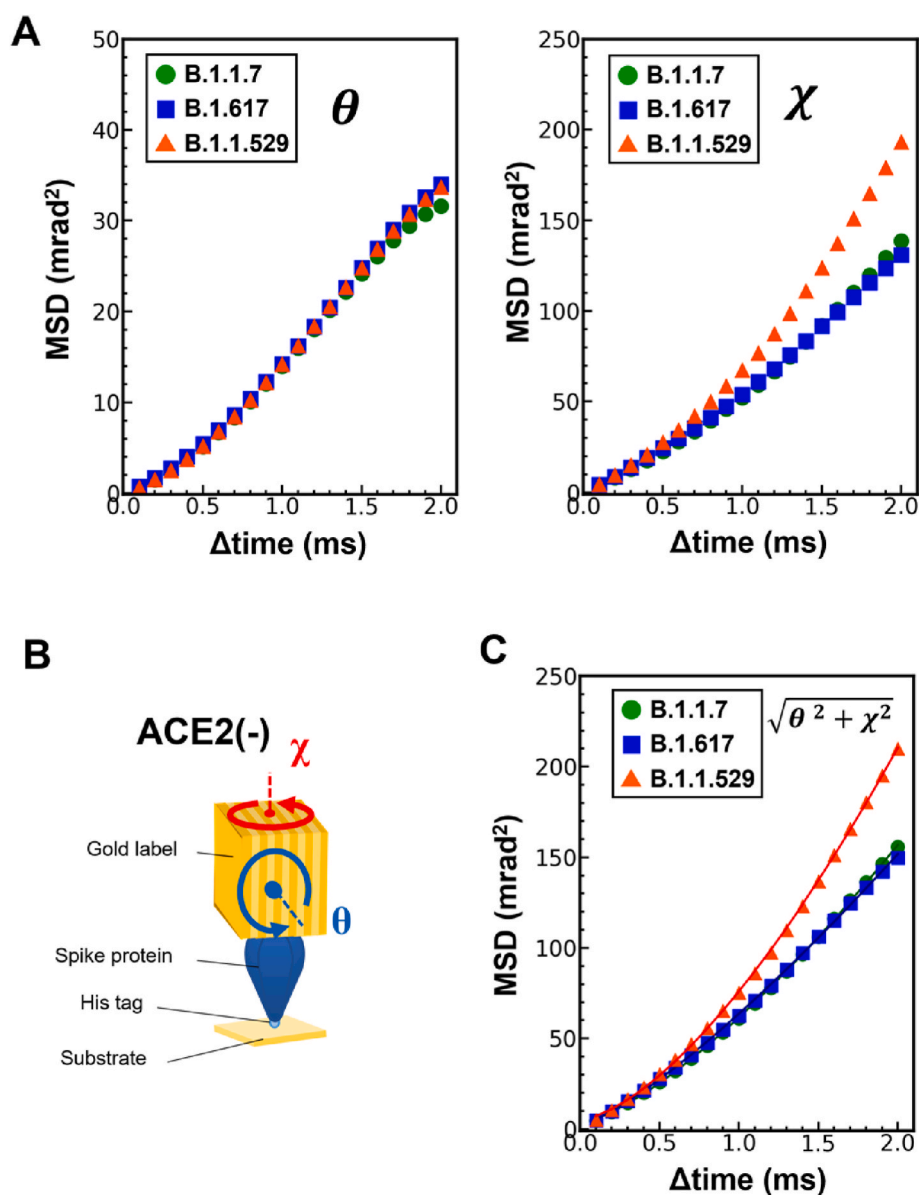 A
50
40
30
20
10
0
0.0 0.5 1.0 1.5 2.0
MSD (mrad²)
Δtime (ms)
B.1.1.7
B.1.617
B.1.1.529
θ
250
200
150
100
50
0
0.0 0.5 1.0 1.5 2.0
MSD (mrad²)
Δtime (ms)
B.1.1.7
B.1.617
B.1.1.529
χ
B
ACE2(-)
χ
Gold label
θ
Spike protein
His tag
Substrate
C
250
200
150
100
50
0
0.0 0.5 1.0 1.5 2.0
MSD (mrad²)
Δtime (ms)
B.1.1.7
B.1.617
B.1.1.529
√θ² + χ²